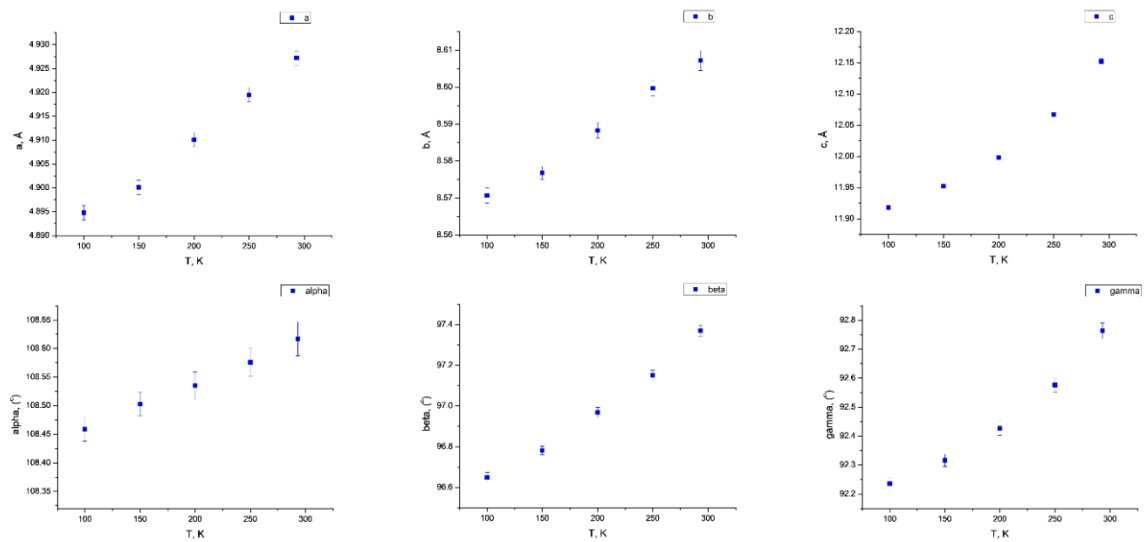 a
4.930
4.925
4.920
4.915
4.910
4.905
4.900
4.895
4.890
a, Å
100 150 200 250 300
T, K
b
8.61
8.60
8.59
8.58
8.57
8.56
b, Å
100 150 200 250 300
T, K
c
12.20
12.15
12.10
12.05
12.00
11.95
11.90
c, Å
100 150 200 250 300
T, K
alpha
108.65
108.60
108.55
108.50
108.45
108.40
108.35
alpha, (°)
100 150 200 250 300
T, K
beta
97.4
97.2
97.0
96.8
96.6
beta, (°)
100 150 200 250 300
T, K
gamma
92.8
92.7
92.6
92.5
92.4
92.3
92.2
gamma, (°)
100 150 200 250 300
T, K